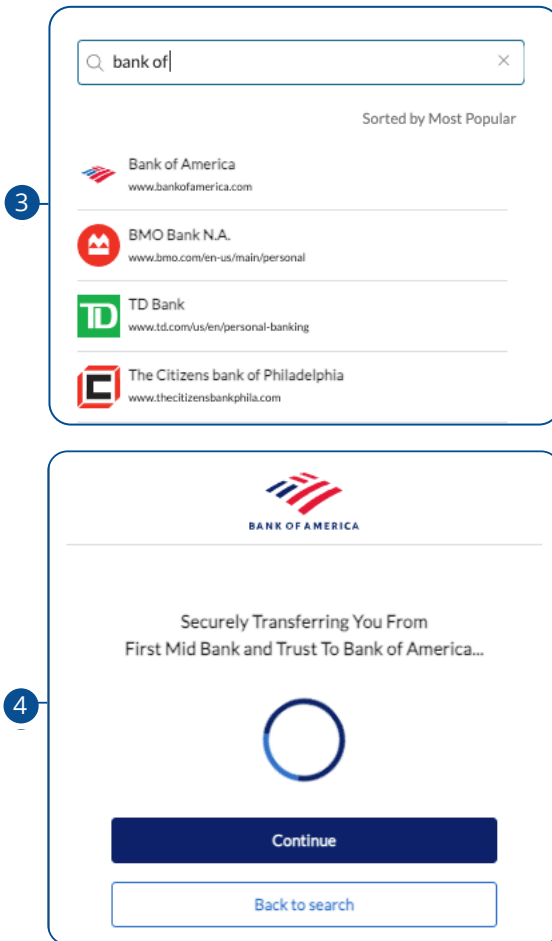 bank of
Sorted by Most Popular
3
Bank of America
www.bankofamerica.com
BMO Bank N.A.
www.bmo.com/en-us/main/personal
TD
TD Bank
www.td.com/us/en/personal-banking
The Citizens bank of Philadelphia
www.thecitizensbankphila.com
BANK OF AMERICA
Securely Transferring You From
First Mid Bank and Trust To Bank of America...
4
Continue
Back to search